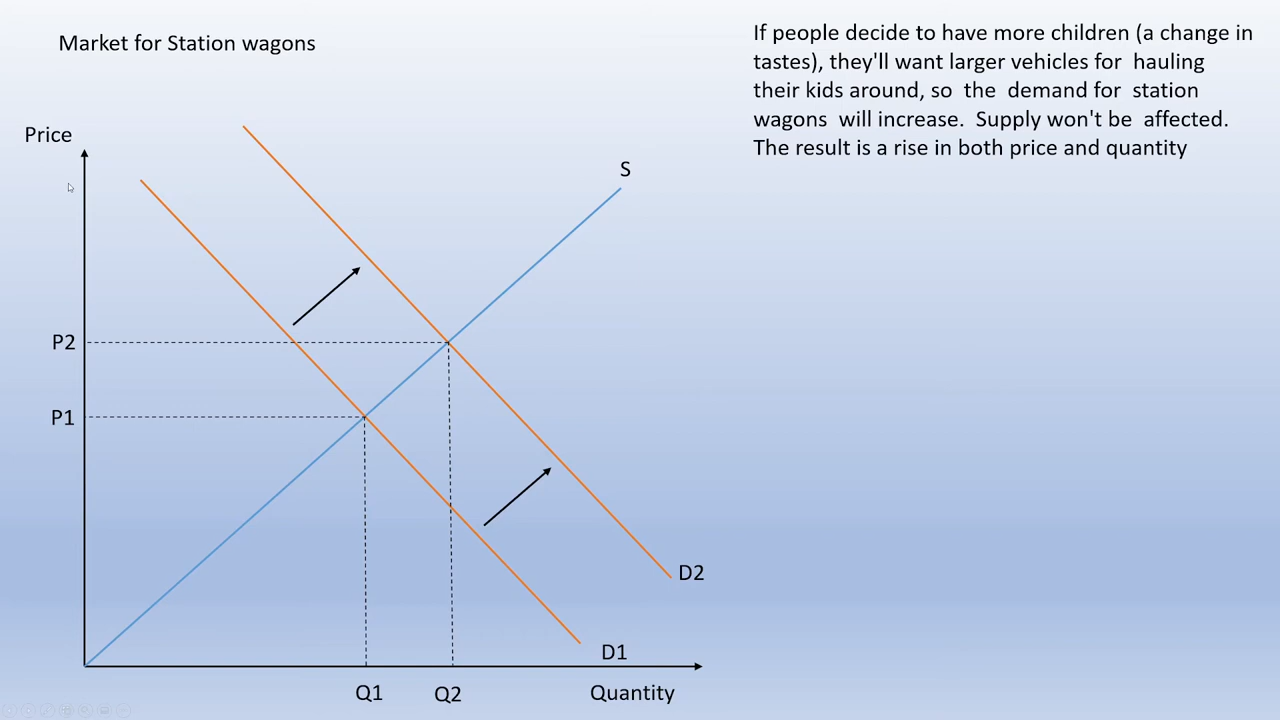 Market for Station wagons
If people decide to have more children (a change in
tastes), they'll want larger vehicles for hauling
their kids around, so the demand for station
wagons will increase. Supply won't be affected.
The result is a rise in both price and quantity
Price
S
P2
P1
D2
D1
Q1
Q2
Quantity